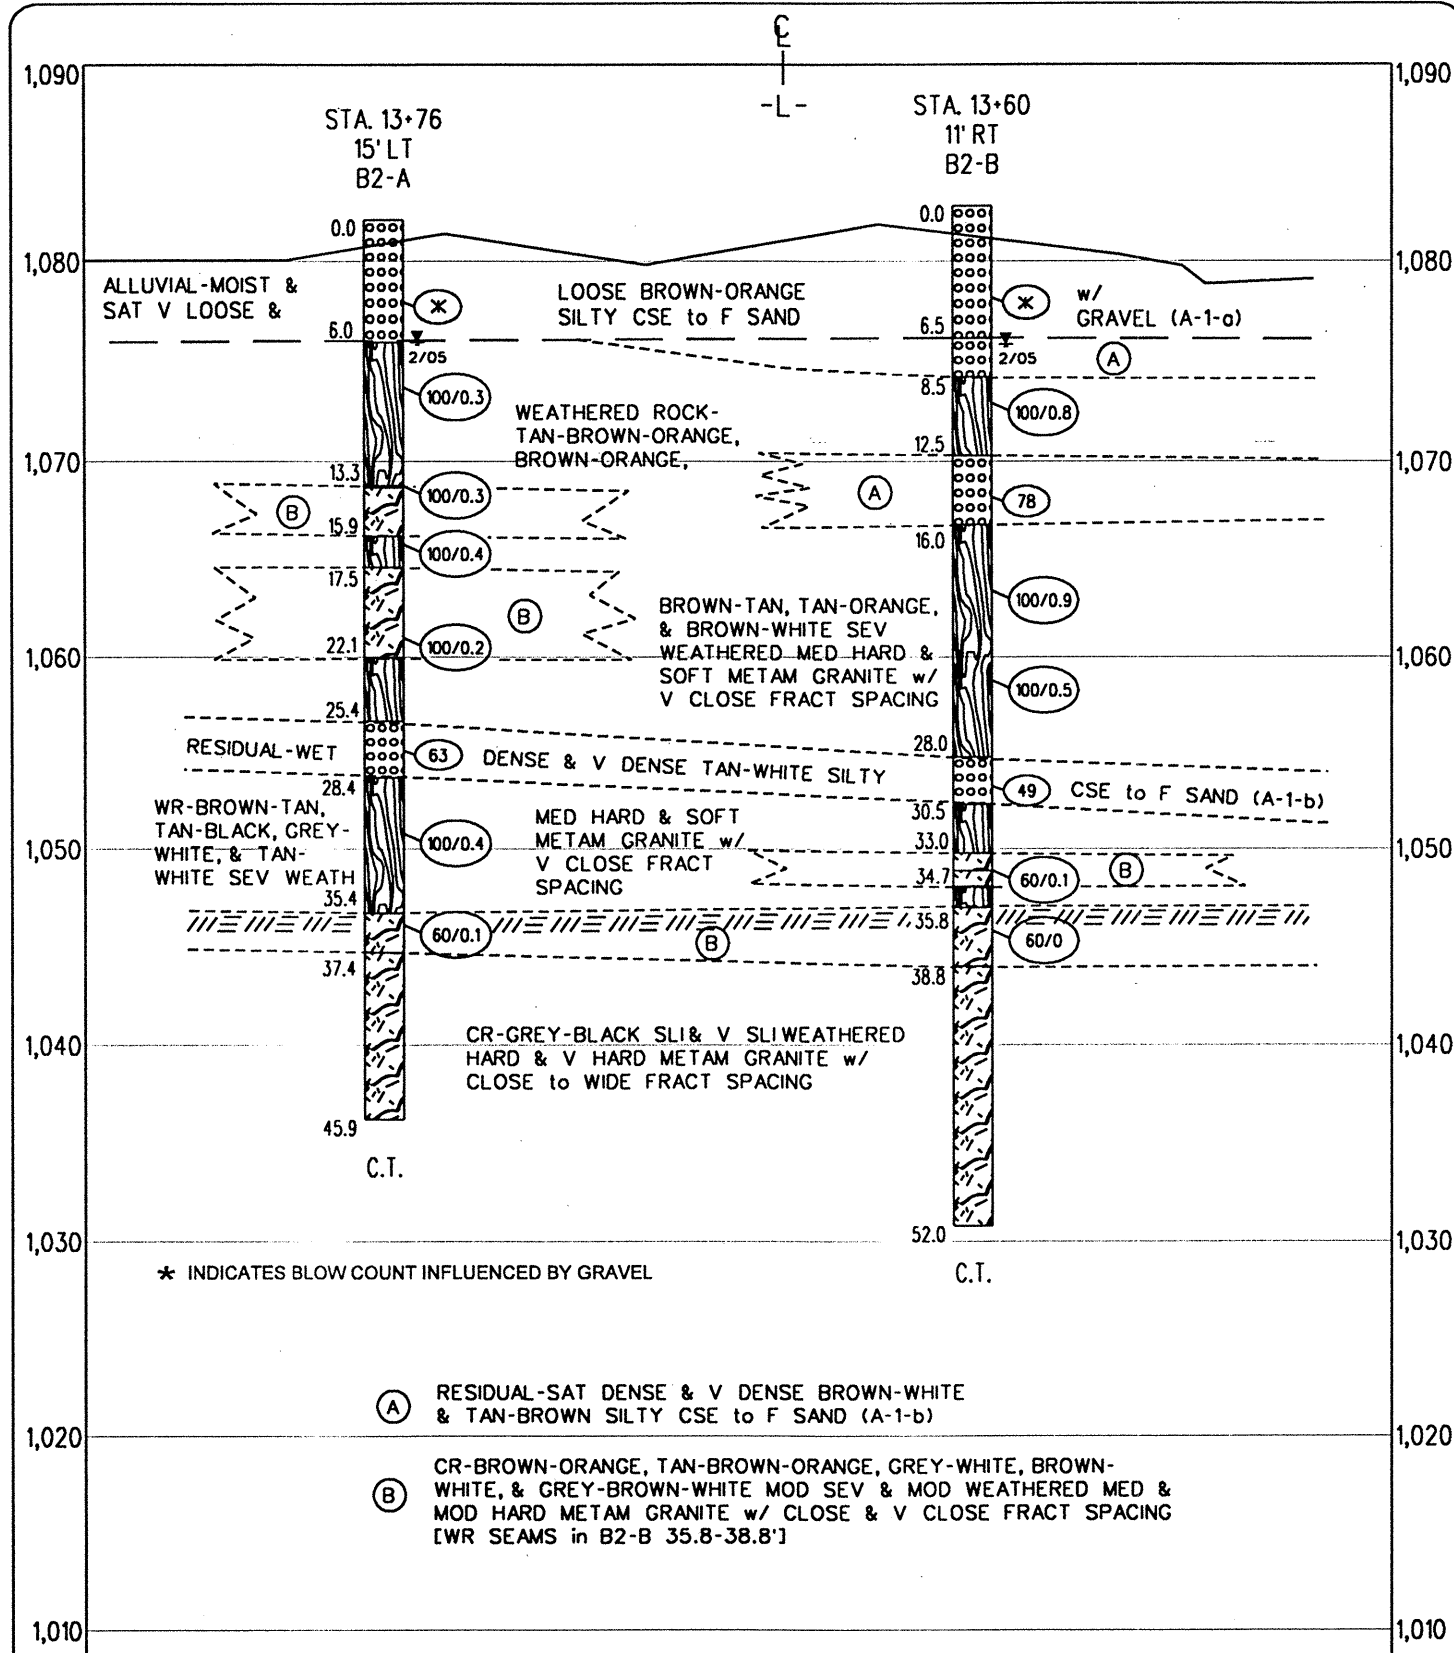 CL
1,090
1,090
-L-
STA. 13+76
15' LT
B2-A
STA. 13+60
11' RT
B2-B
0.0
0.0
1,080
1,080
ALLUVIAL-MOIST &
SAT V LOOSE &
LOOSE BROWN-ORANGE
SILTY CSE to F SAND
w/
GRAVEL (A-1-a)
*
*
6.0
2/05
6.5
2/05
A
8.5
100/0.3
100/0.8
WEATHERED ROCK-
TAN-BROWN-ORANGE,
BROWN-ORANGE,
12.5
1,070
1,070
13.3
100/0.3
B
A
78
15.9
16.0
100/0.4
17.5
B
100/0.9
BROWN-TAN, TAN-ORANGE,
& BROWN-WHITE SEV
WEATHERED MED HARD &
SOFT METAM GRANITE w/
V CLOSE FRACT SPACING
22.1
100/0.2
1,060
1,060
100/0.5
25.4
28.0
RESIDUAL-WET
63
DENSE & V DENSE TAN-WHITE SILTY
49
CSE to F SAND (A-1-b)
28.4
30.5
WR-BROWN-TAN,
TAN-BLACK, GREY-
WHITE, & TAN-
WHITE SEV WEATH
100/0.4
MED HARD & SOFT
METAM GRANITE w/
V CLOSE FRACT
SPACING
33.0
1,050
1,050
34.7
60/0.1
B
35.4
35.8
60/0.1
B
60/0
37.4
38.8
1,040
1,040
CR-GREY-BLACK SLI & V SLI WEATHERED
HARD & V HARD METAM GRANITE w/
CLOSE to WIDE FRACT SPACING
45.9
C.T.
52.0
1,030
1,030
C.T.
* INDICATES BLOW COUNT INFLUENCED BY GRAVEL
A
RESIDUAL-SAT DENSE & V DENSE BROWN-WHITE
& TAN-BROWN SILTY CSE to F SAND (A-1-b)
1,020
1,020
B
CR-BROWN-ORANGE, TAN-BROWN-ORANGE, GREY-WHITE, BROWN-
WHITE, & GREY-BROWN-WHITE MOD SEV & MOD WEATHERED MED &
MOD HARD METAM GRANITE w/ CLOSE & V CLOSE FRACT SPACING
[WR SEAMS in B2-B 35.8-38.8']
1,010
1,010